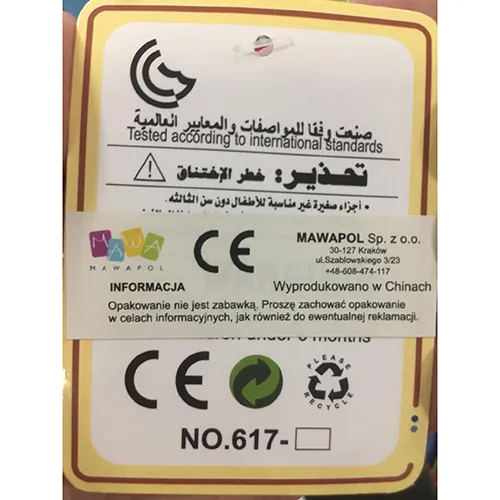 صنعت وفقا للمواصفات والمعايير العالمية
Tested according to international standards
تحذير: خطر الإختناق
• أجزاء صغيرة غير مناسبة للأطفال دون سن الثالثه.
MAWA
MAWAPOL
CE
MAWAPOL Sp. z o.o.
30-127 Kraków
ul.Szablowskiego 3/23
+48-608-474-117
INFORMACJA
Wyprodukowano w Chinach
Opakowanie nie jest zabawką. Proszę zachować opakowanie
w celach informacyjnych, jak również do ewentualnej reklamacji.
months
CE
PLEASE
RECYCLE
NO.617-